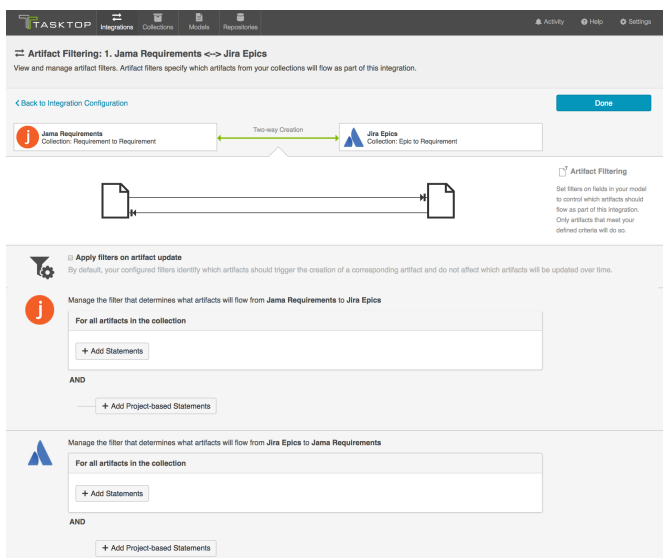 TASKTOP
Integrations
Collections
Models
Repositories
Activity
Help
Settings
Artifact Filtering: 1. Jama Requirements <--> Jira Epics
View and manage artifact filters. Artifact filters specify which artifacts from your collections will flow as part of this integration.
Back to Integration Configuration
Done
Jama Requirements
Collection: Requirement to Requirement
Two-way Creation
Jira Epics
Collection: Epic to Requirement
Artifact Filtering
Set filters on fields in your model
to control which artifacts should
flow as part of this integration.
Only artifacts that meet your
defined criteria will do so.
Apply filters on artifact update
By default, your configured filters identify which artifacts should trigger the creation of a corresponding artifact and do not affect which artifacts will be updated over time.
j
Manage the filter that determines what artifacts will flow from Jama Requirements to Jira Epics
For all artifacts in the collection
+ Add Statements
AND
+ Add Project-based Statements
Manage the filter that determines what artifacts will flow from Jira Epics to Jama Requirements
For all artifacts in the collection
+ Add Statements
AND
+ Add Project-based Statements